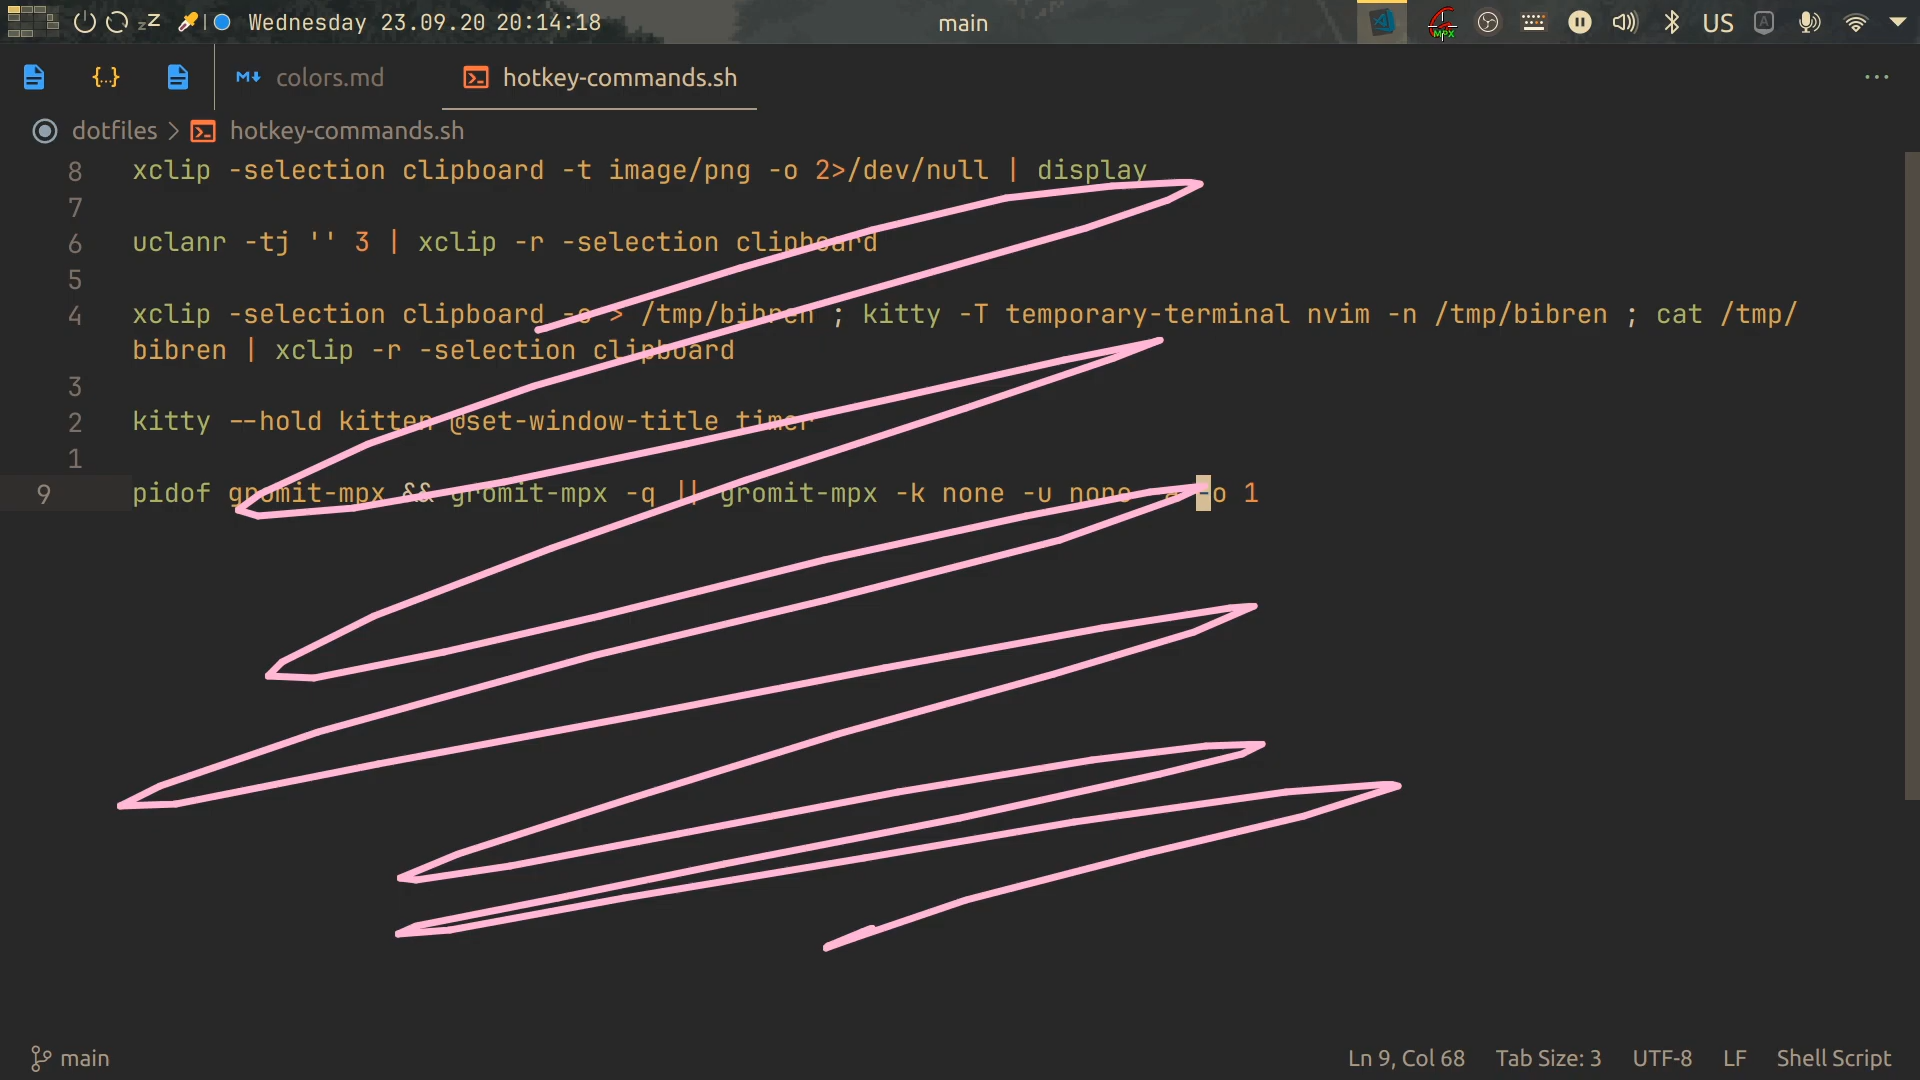 zZ Wednesday 23.09.20 20:14:18 main MPX US A
{...} colors.md hotkey-commands.sh ...
dotfiles > hotkey-commands.sh
8 xclip -selection clipboard -t image/png -o 2>/dev/null | display
7
6 uclanr -tj '' 3 | xclip -r -selection clipboard
5
4 xclip -selection clipboard -o > /tmp/bibren ; kitty -T temporary-terminal nvim -n /tmp/bibren ; cat /tmp/
bibren | xclip -r -selection clipboard
3
2 kitty --hold kitten @set-window-title timer
1
9 pidof gromit-mpx && gromit-mpx -q || gromit-mpx -k none -u none -a -o 1
main Ln 9, Col 68 Tab Size: 3 UTF-8 LF Shell Script